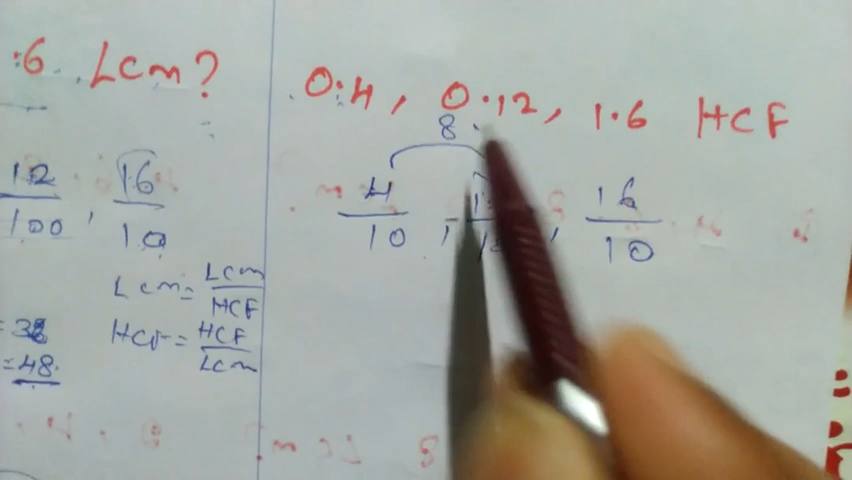 :6 Lcm?
12/100, 16/10
Lcm = Lcm/HCF
HCF = HCF/Lcm
=48.
0.4, 0.12, 1.6 HCF
8
4/10, , 16/10